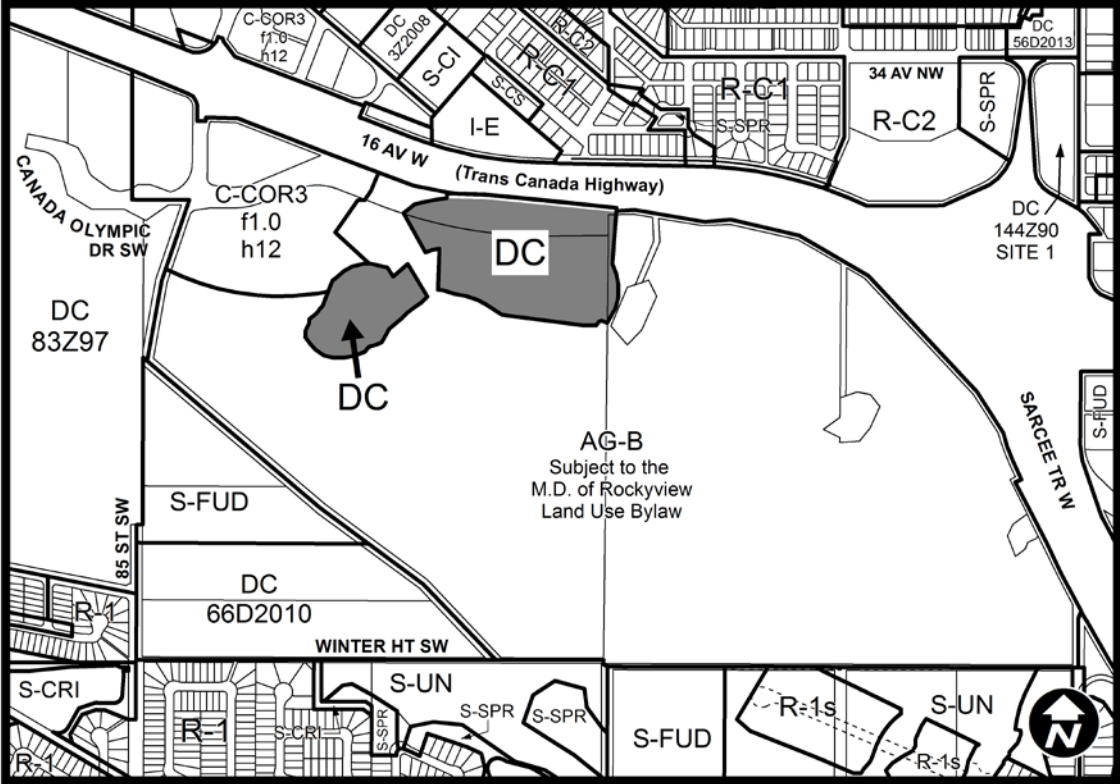 C-COR3
f1.0
h12
DC
3Z2008
S-CI
R-C2
R-C1
S-CS
I-E
R-C1
S-SPR
34 AV NW
R-C2
S-SPR
DC
56D2013
16 AV W
(Trans Canada Highway)
CANADA OLYMPIC
DR SW
C-COR3
f1.0
h12
DC
DC
144Z90
SITE 1
DC
83Z97
DC
S-FUD
SARCEE TR W
AG-B
Subject to the
M.D. of Rockyview
Land Use Bylaw
S-FUD
85 ST SW
DC
66D2010
R-1
WINTER HT SW
S-CRI
S-UN
S-SPR
S-SPR
S-SPR
R-1
S-CRI
R-1
S-FUD
R-1s
S-UN
R-1s
N